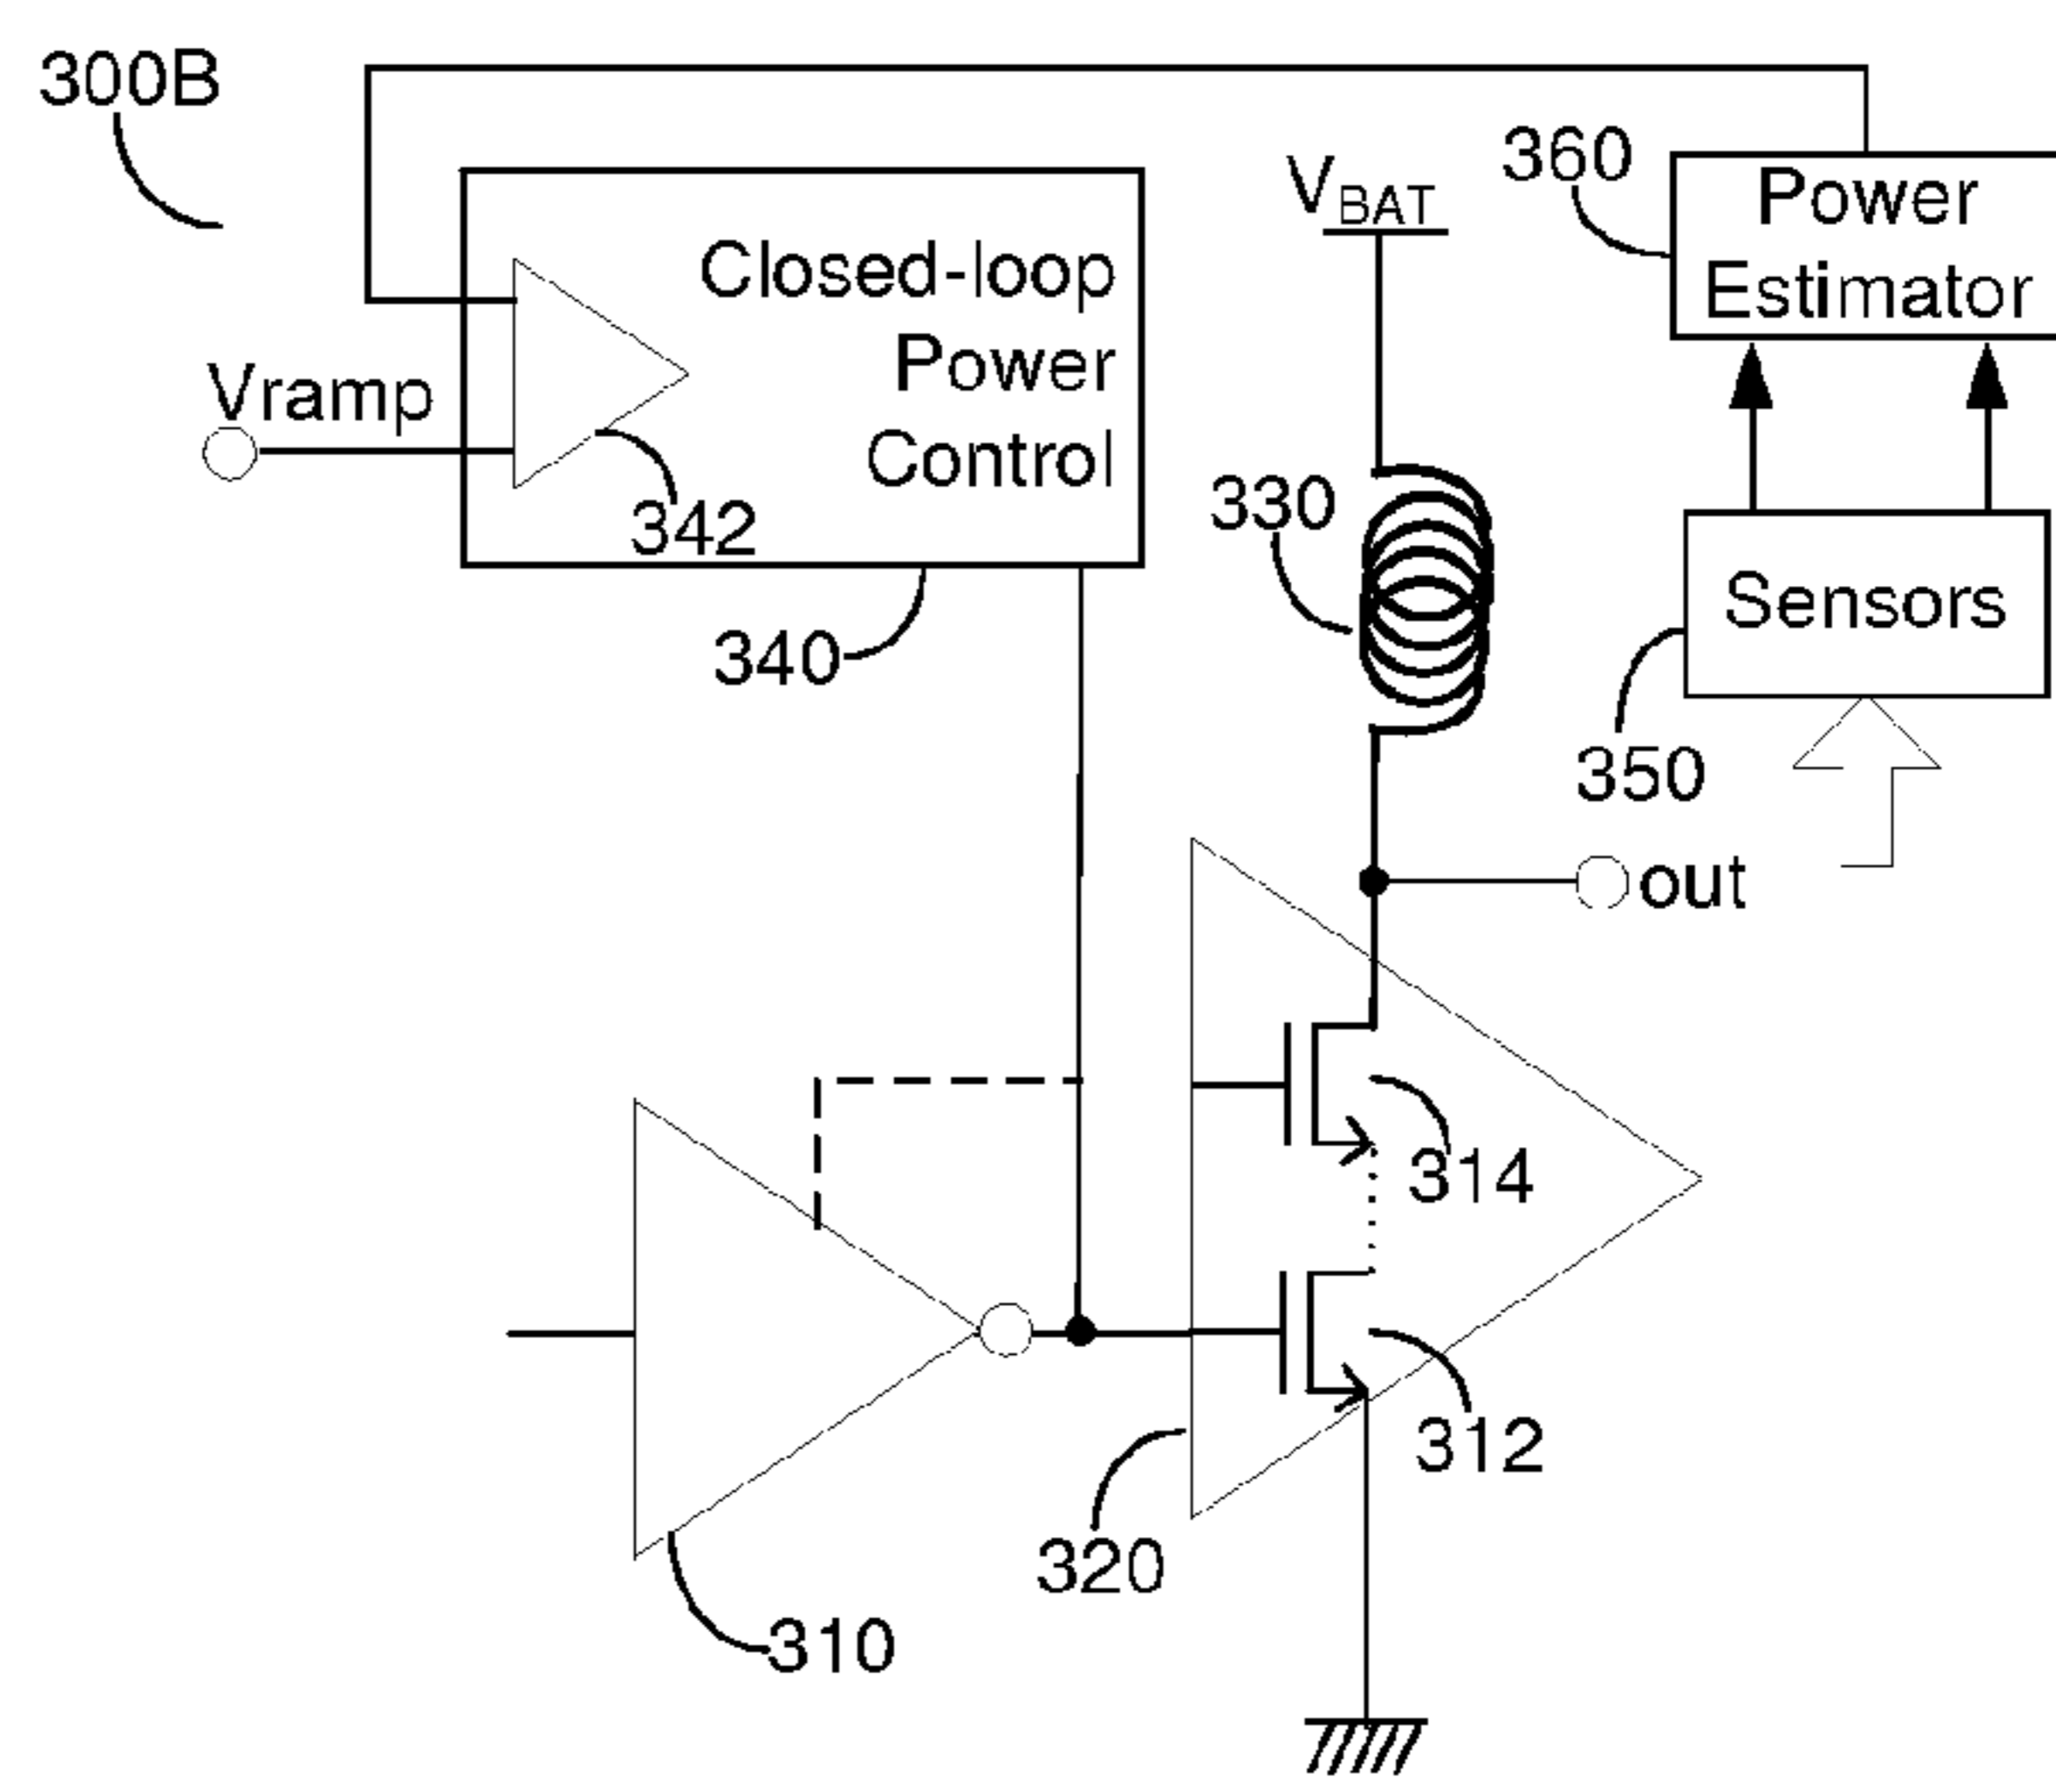 300B
360
Power
Estimator
VBAT
Closed-loop
Power
Control
Vramp
342
330
340
Sensors
350
out
314
312
320
310